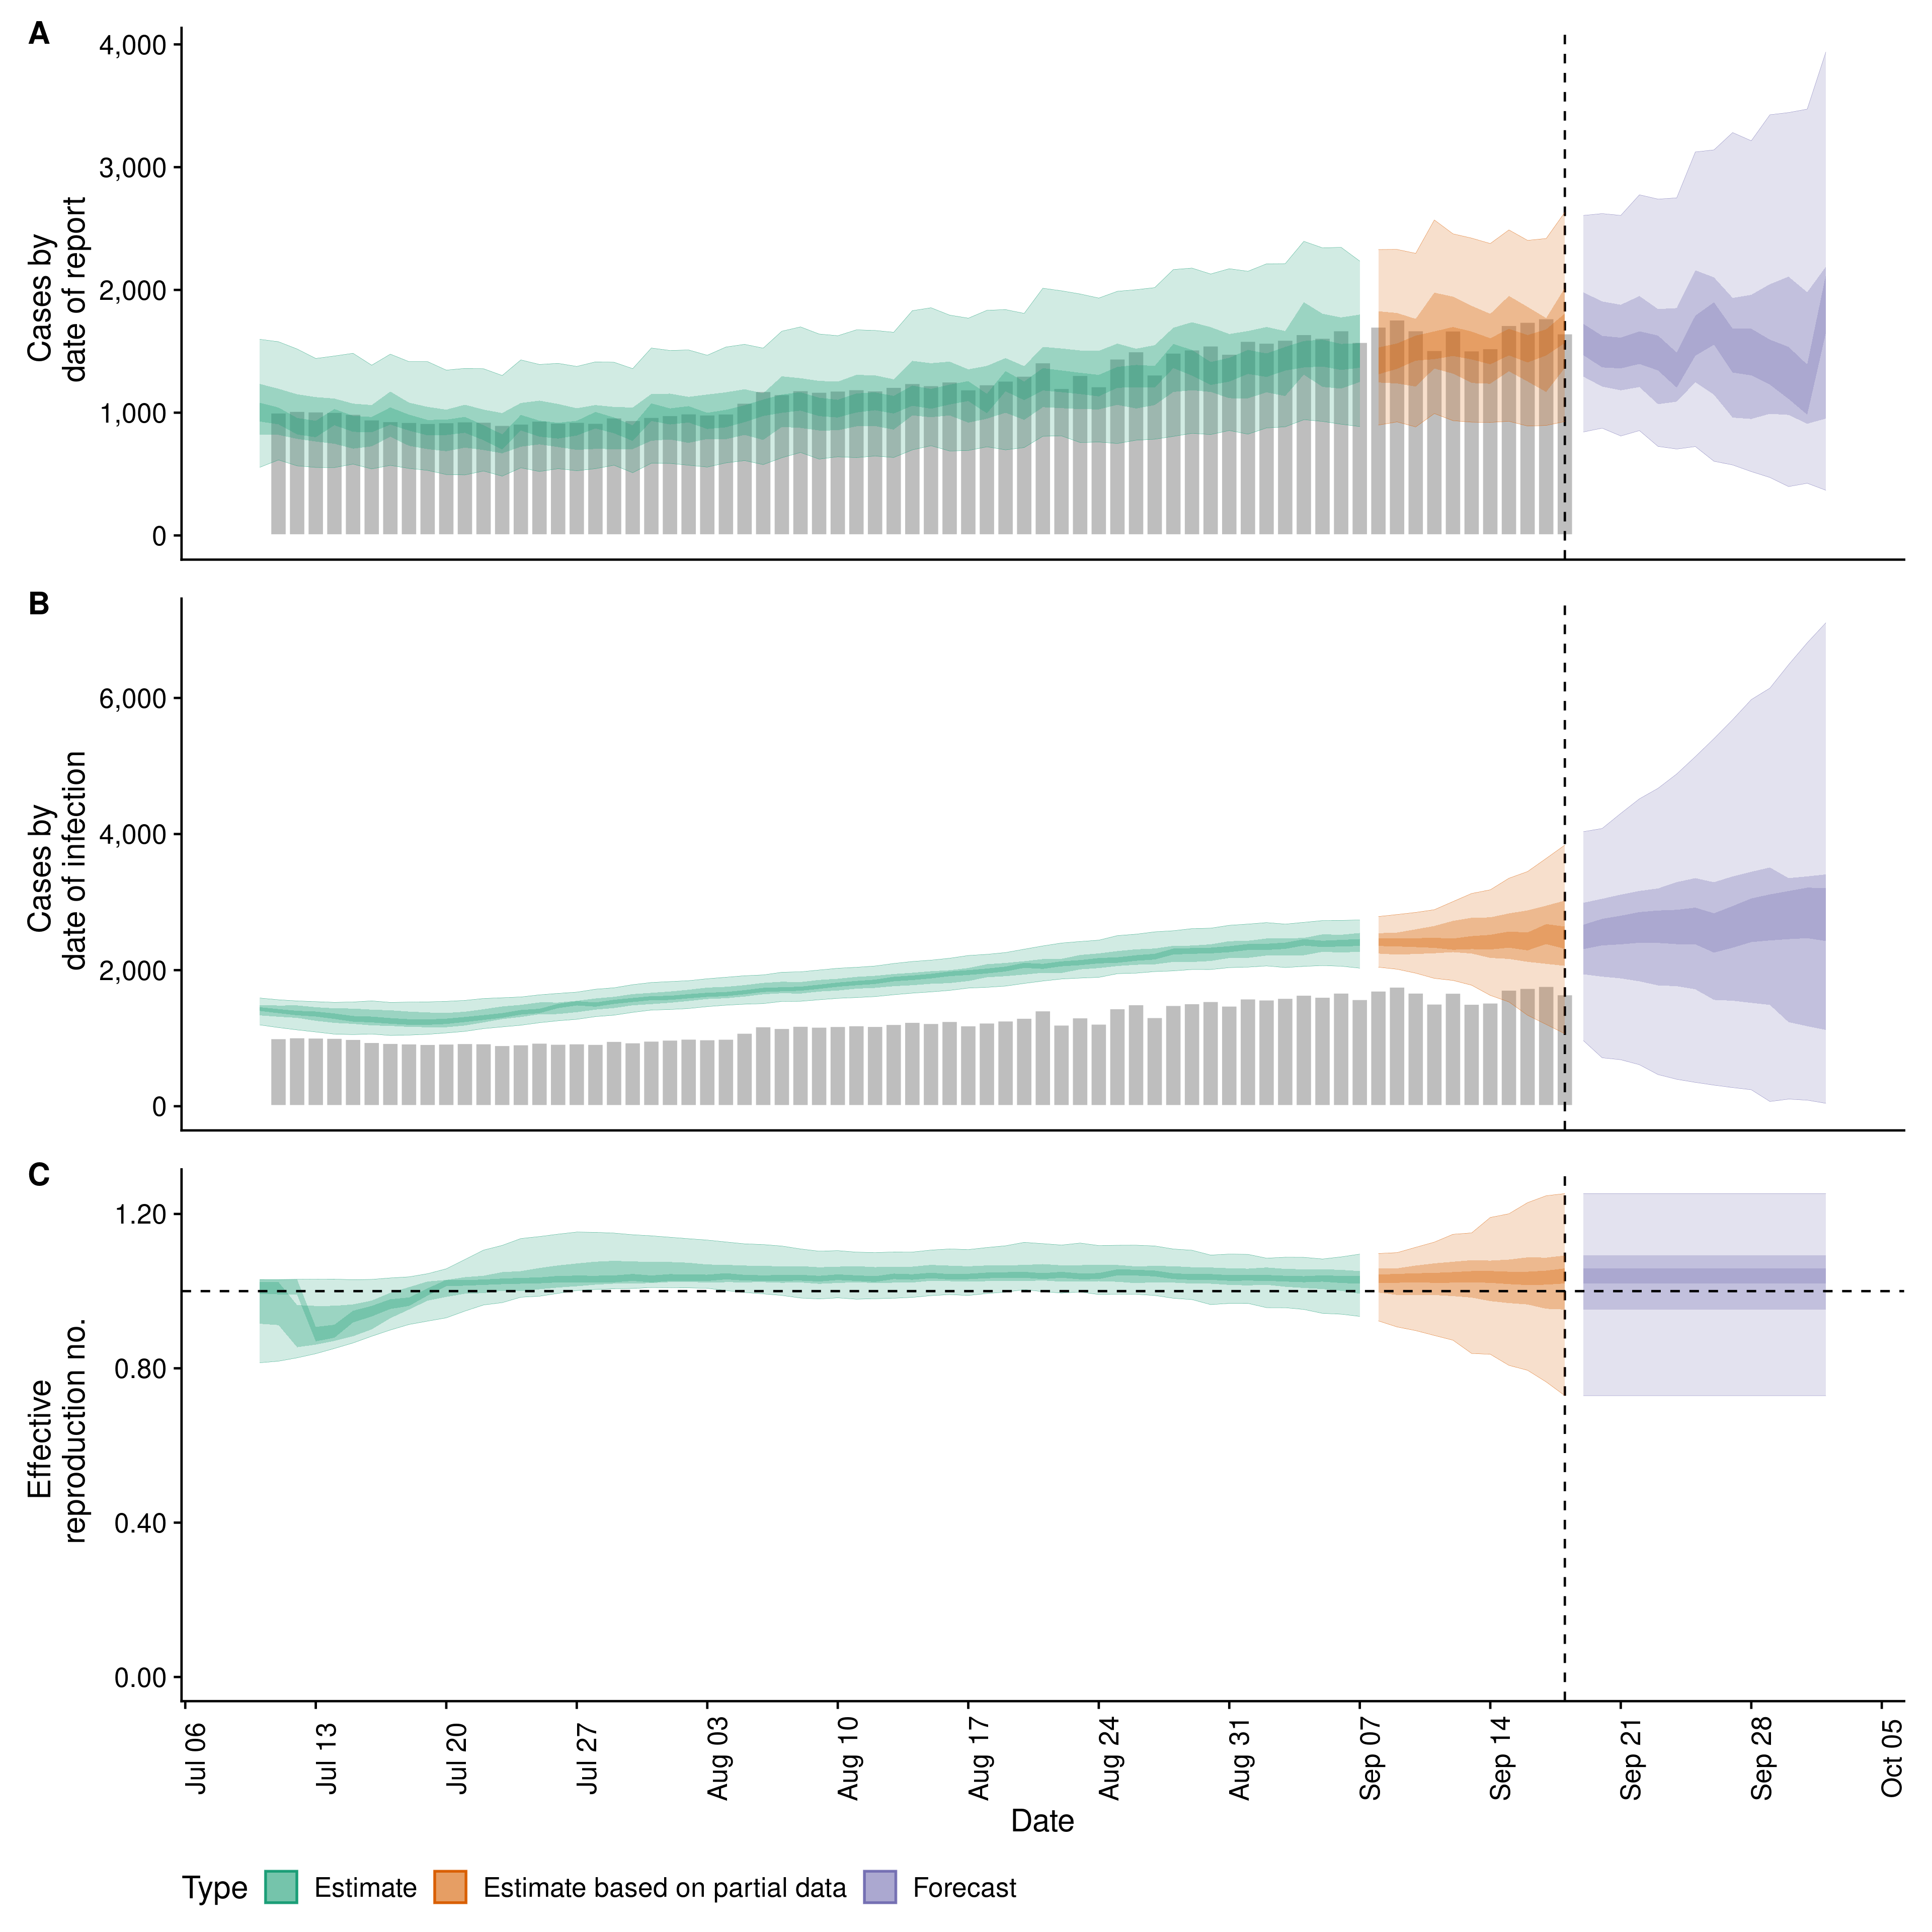 A
4,000
3,000
2,000
1,000
0
Cases by
date of report
B
6,000
4,000
2,000
0
Cases by
date of infection
C
1.20
0.80
0.40
0.00
Effective
reproduction no.
Jul 06
Jul 13
Jul 20
Jul 27
Aug 03
Aug 10
Aug 17
Aug 24
Aug 31
Sep 07
Sep 14
Sep 21
Sep 28
Oct 05
Date
Type Estimate Estimate based on partial data Forecast